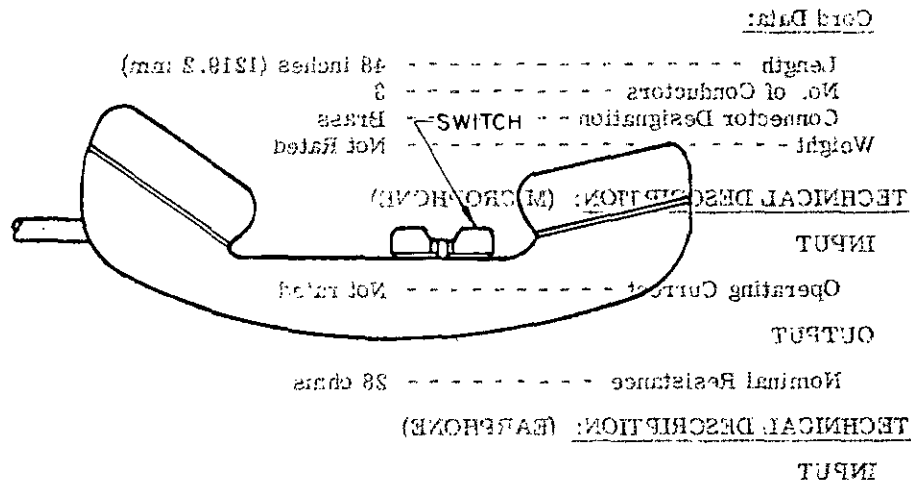 Cord Data:
Length - - - - - - - - - - - - - - - - 48 inches (1219.2 mm)
No. of Conductors - - - - - - - - - - 3
Connector Designation - - - - - - - - Brass
SWITCH
Weight - - - - - - - - - - - - - - - - - - Not Rated
TECHNICAL DESCRIPTION: (MICROPHONE)
INPUT
Operating Current - - - - - - - - - - Not rated
OUTPUT
Nominal Resistance - - - - - - - - - 28 ohms
TECHNICAL DESCRIPTION: (EARPHONE)
INPUT